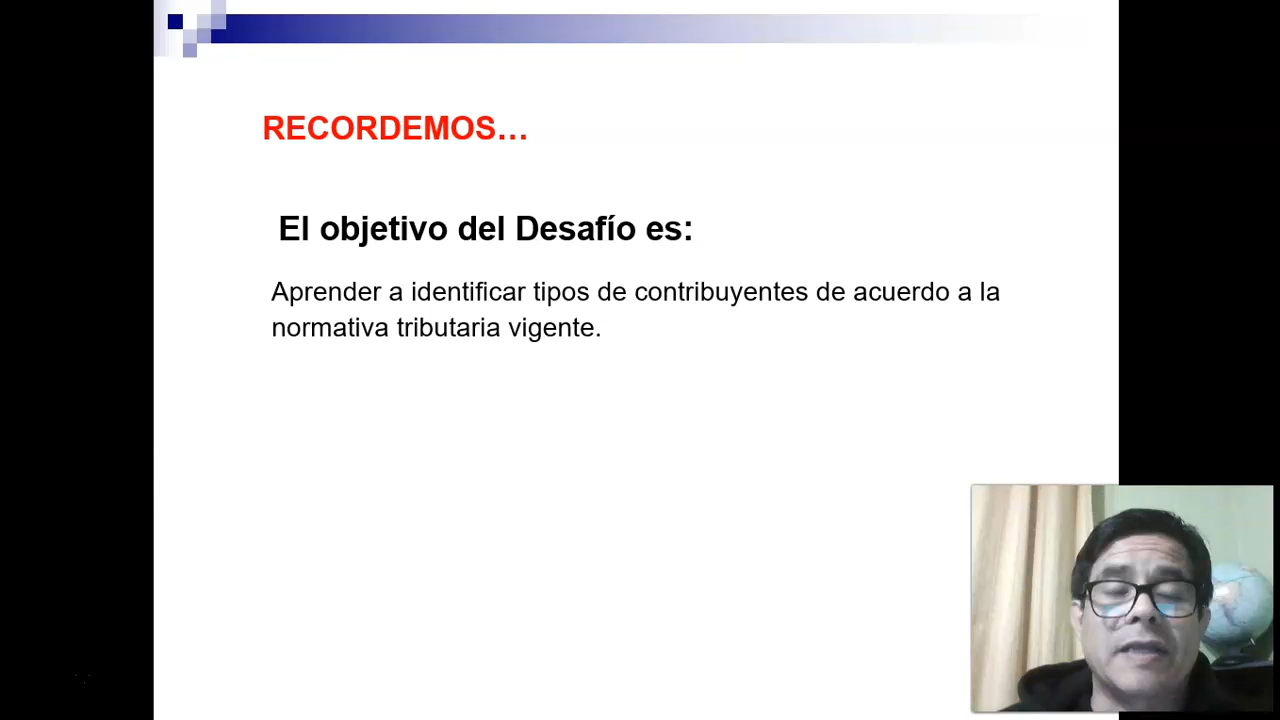 RECORDEMOS…
El objetivo del Desafío es:
Aprender a identificar tipos de contribuyentes de acuerdo a la
normativa tributaria vigente.